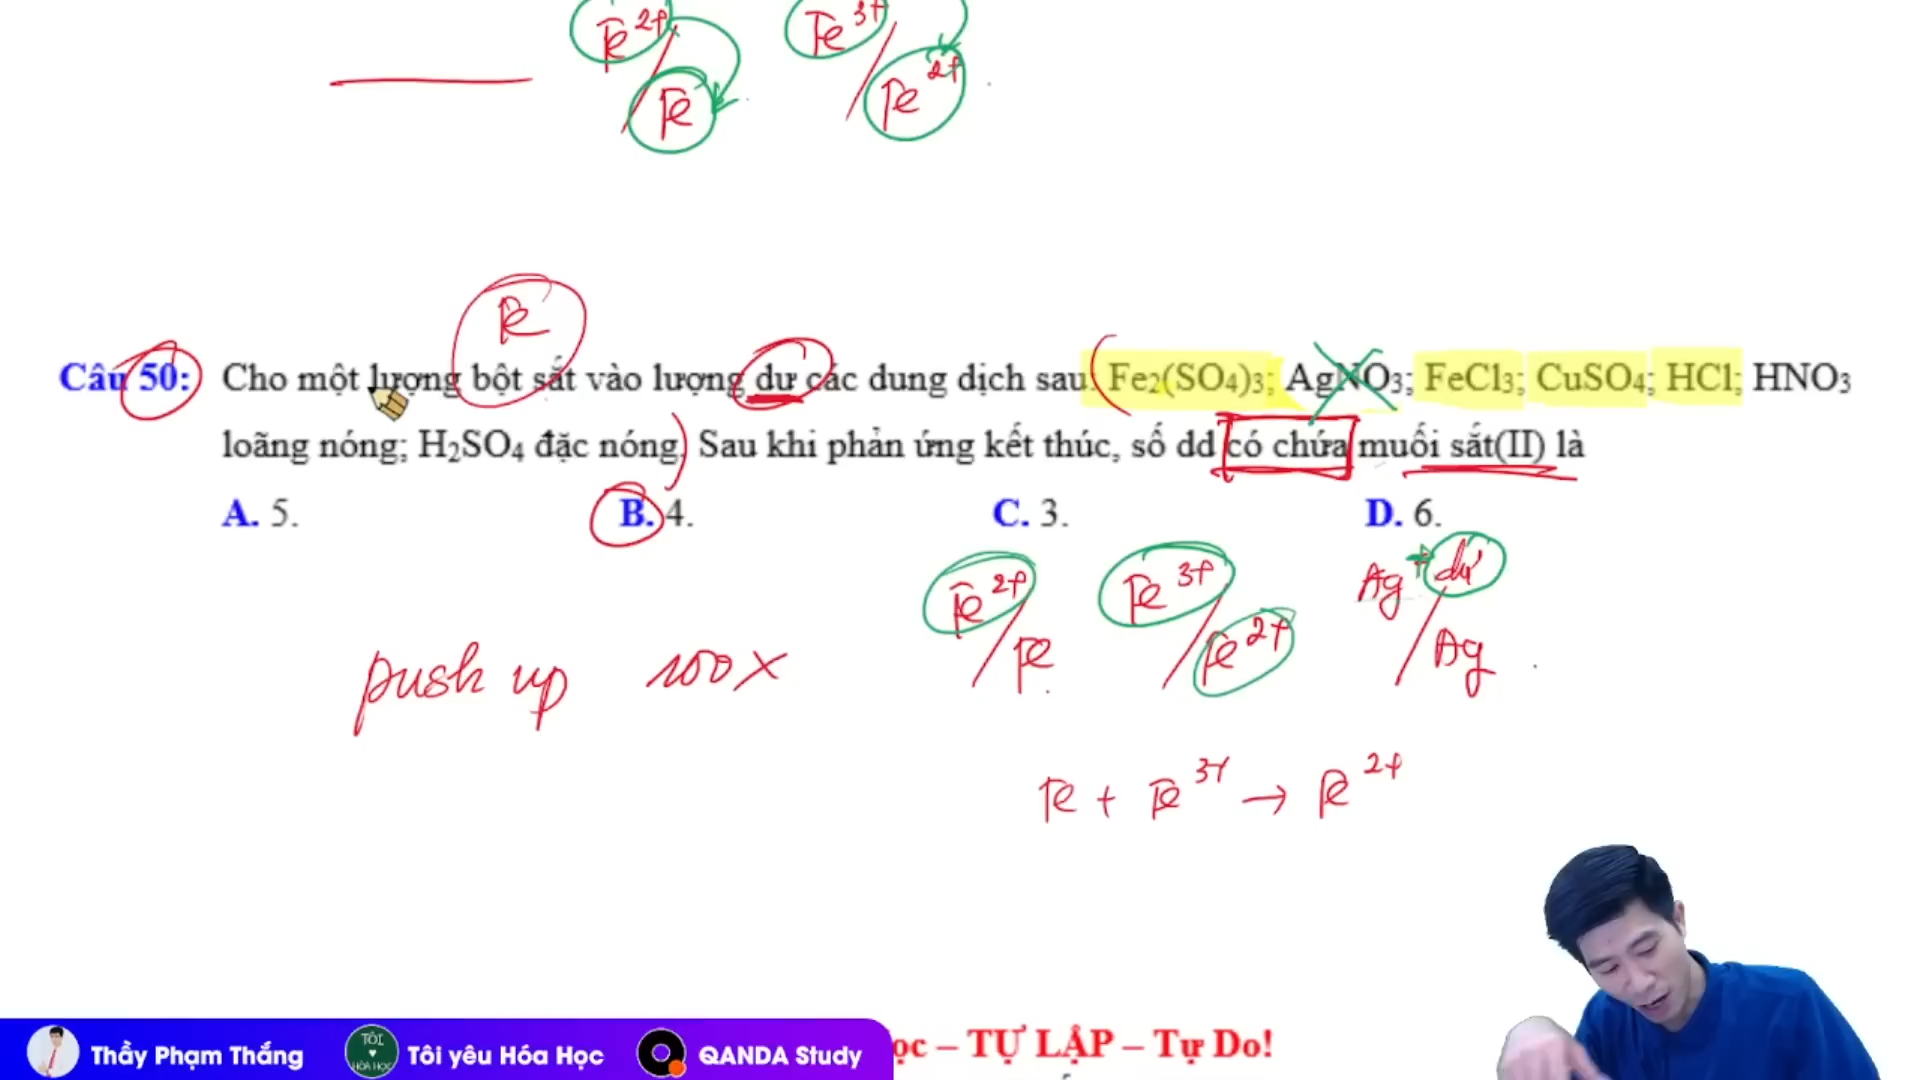 Fe2+ Fe3+
Fe Fe2+
Fe
Câu 50: Cho một lượng bột sắt vào lượng dư các dung dịch sau: Fe2(SO4)3; AgNO3; FeCl3; CuSO4; HCl; HNO3
loãng nóng; H2SO4 đặc nóng. Sau khi phản ứng kết thúc, số dd có chứa muối sắt(II) là
A. 5. B. 4. C. 3. D. 6.
Fe2+/Fe Fe3+/Fe2+ Ag+ dư/Ag
push up 100x
Fe + Fe3+ → Fe2+
Thầy Phạm Thắng TÔI YÊU HÓA HỌC Tôi yêu Hóa Học QANDA Study ọc – TỰ LẬP – Tự Do!